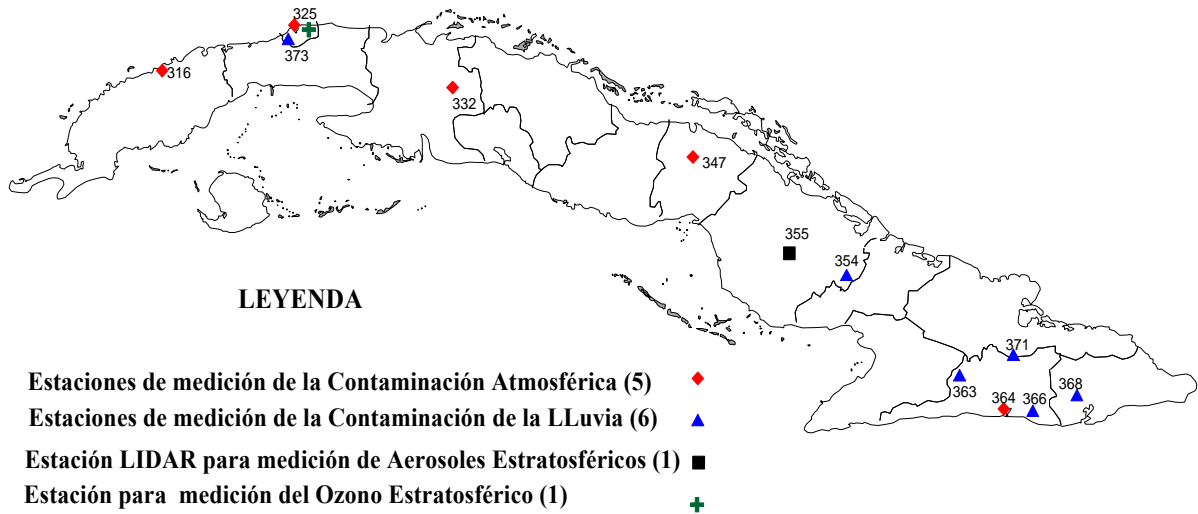 325
373
316
332
347
355
354
371
363
364
366
368
LEYENDA
Estaciones de medición de la Contaminación Atmosférica (5)
Estaciones de medición de la Contaminación de la LLuvia (6)
Estación LIDAR para medición de Aerosoles Estratosféricos (1)
Estación para medición del Ozono Estratosférico (1)